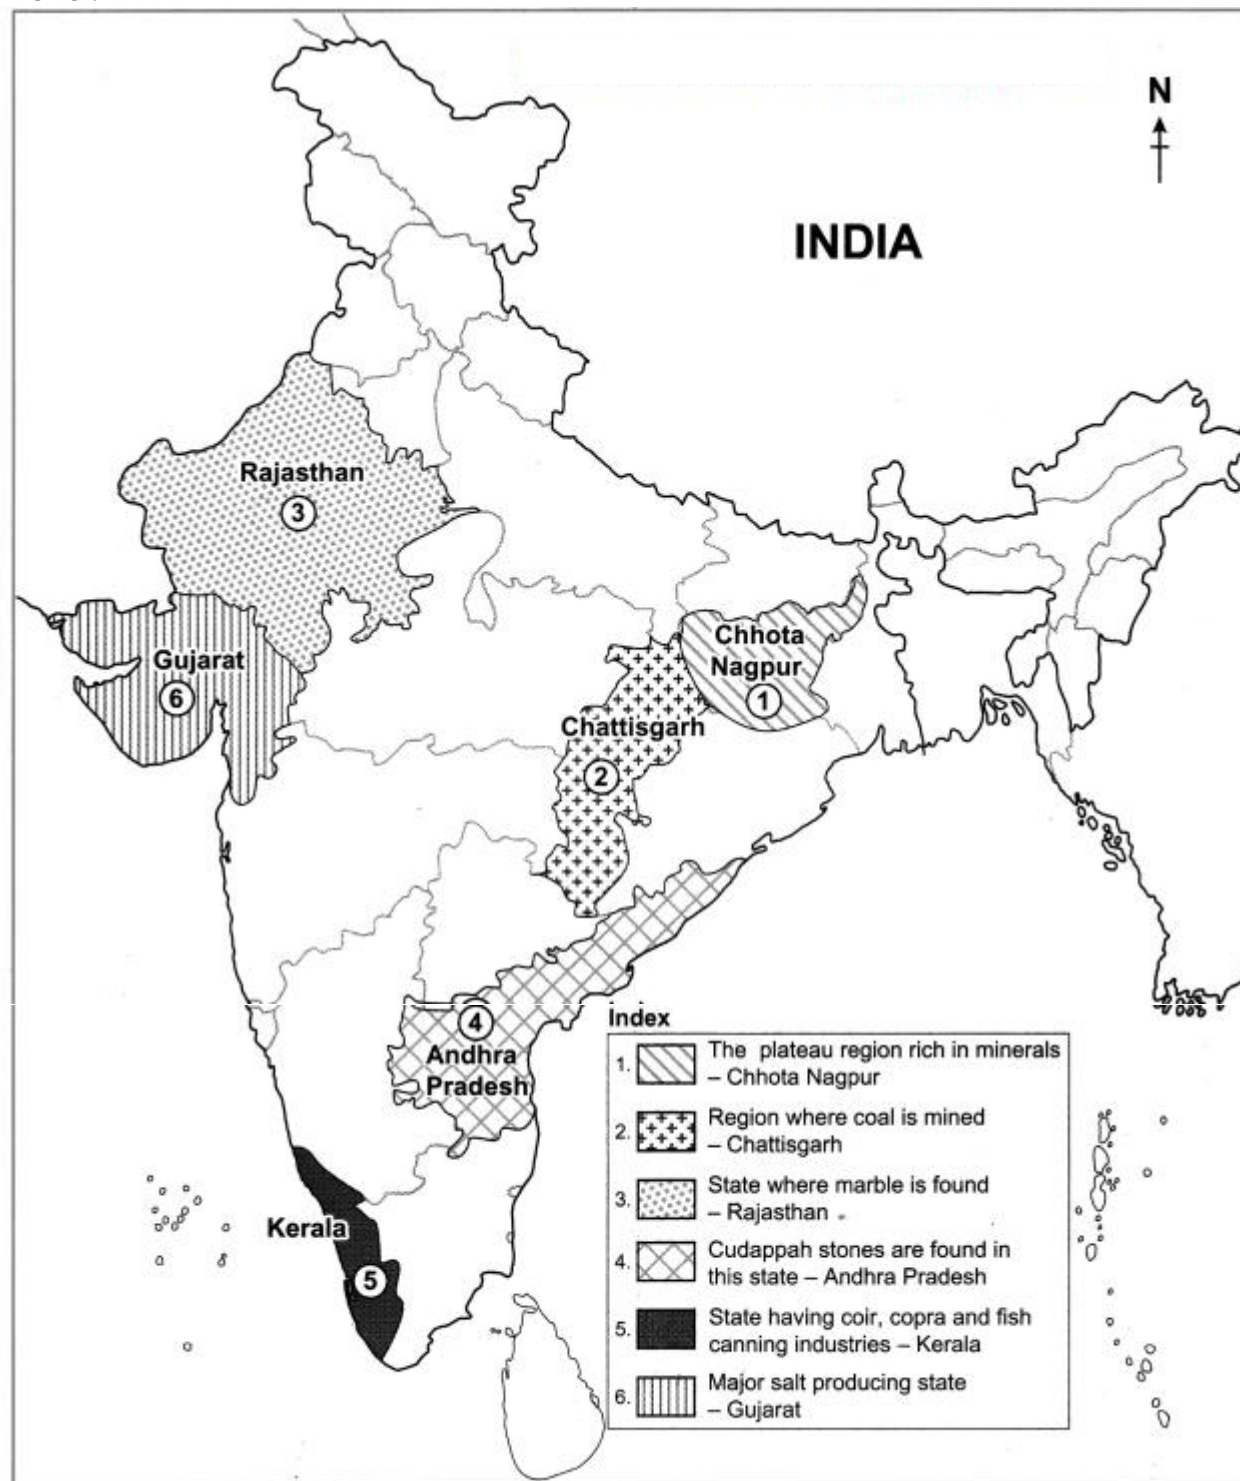 N
INDIA
Rajasthan
3
Gujarat
6
Chhota
Nagpur
1
Chattisgarh
2
4
Andhra
Pradesh
Kerala
5
Index
1. The plateau region rich in minerals
– Chhota Nagpur
2. Region where coal is mined
– Chattisgarh
3. State where marble is found
– Rajasthan
4. Cudappah stones are found in
this state – Andhra Pradesh
5. State having coir, copra and fish
canning industries – Kerala
6. Major salt producing state
– Gujarat